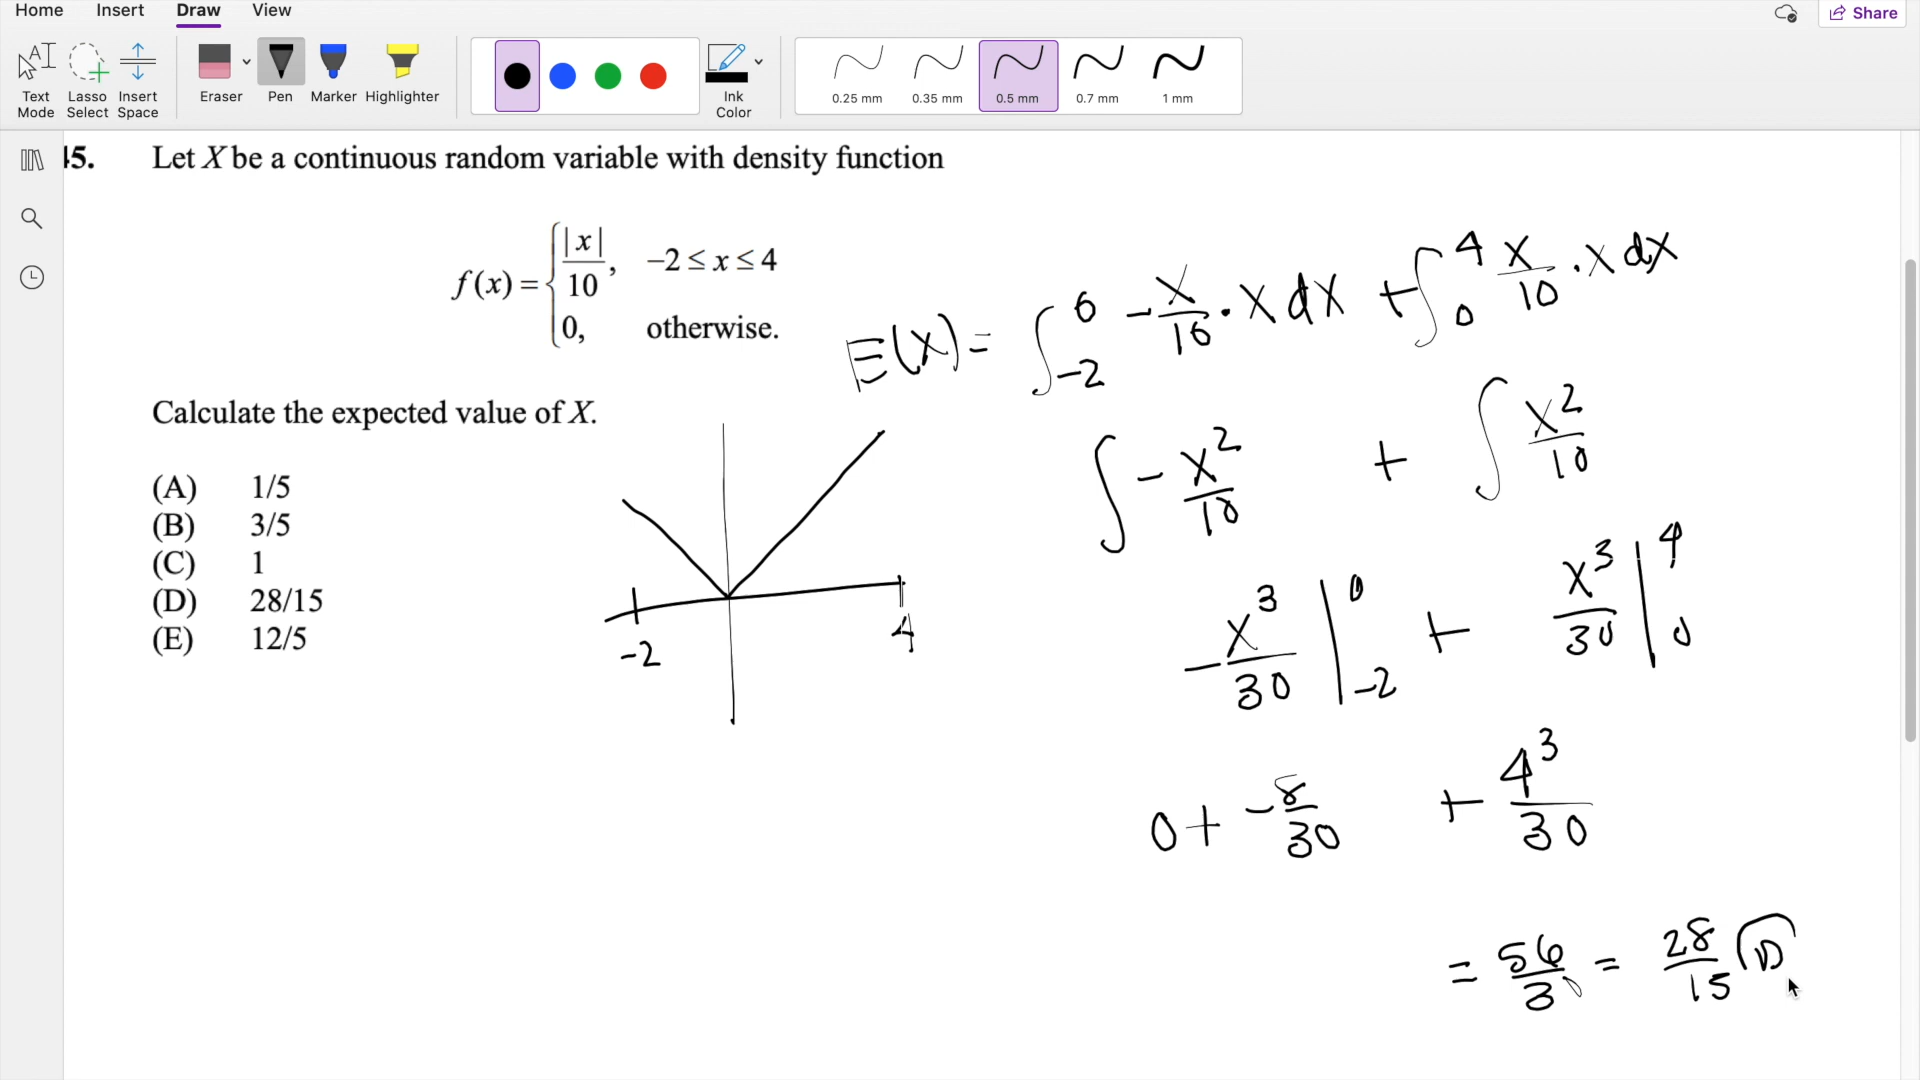 Home Insert Draw View
Share
Text Mode
Lasso Select
Insert Space
Eraser
Pen
Marker
Highlighter
Ink Color
0.25 mm
0.35 mm
0.5 mm
0.7 mm
1 mm
45. Let X be a continuous random variable with density function
f(x) = { |x|/10, −2 ≤ x ≤ 4
0, otherwise.
E(X) = ∫_{-2}^{0} -x/10 · x dx + ∫_{0}^{4} x/10 · x dx
Calculate the expected value of X.
∫ -x²/10 + ∫ x²/10
(A) 1/5
(B) 3/5
(C) 1
(D) 28/15
(E) 12/5
-2
4
-x³/30 |_{-2}^{0} + x³/30 |_{0}^{4}
0 + -8/30 + 4³/30
= 56/30 = 28/15 D